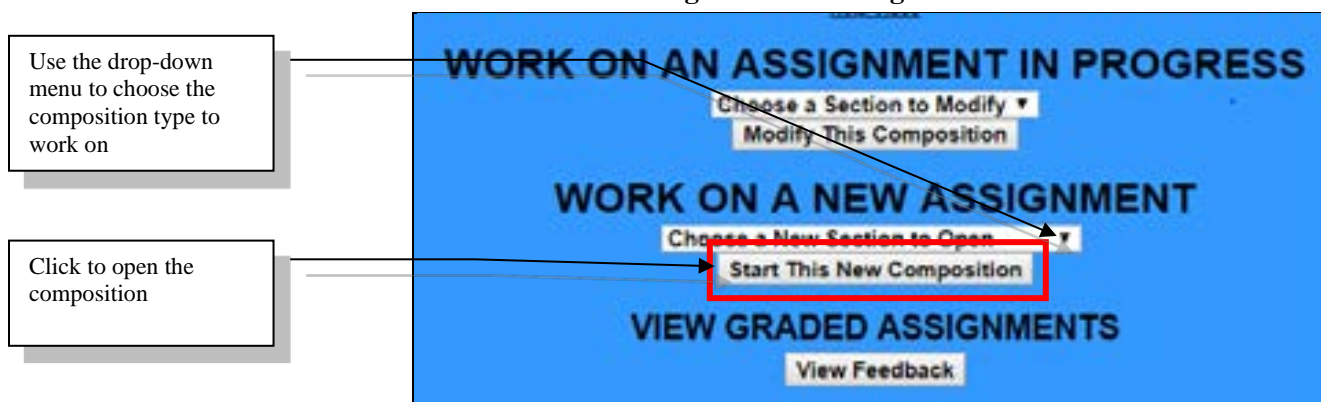 Use the drop-down
menu to choose the
composition type to
work on
Click to open the
composition
WORK ON AN ASSIGNMENT IN PROGRESS
Choose a Section to Modify ▼
Modify This Composition
WORK ON A NEW ASSIGNMENT
Choose a New Section to Open ▼
Start This New Composition
VIEW GRADED ASSIGNMENTS
View Feedback